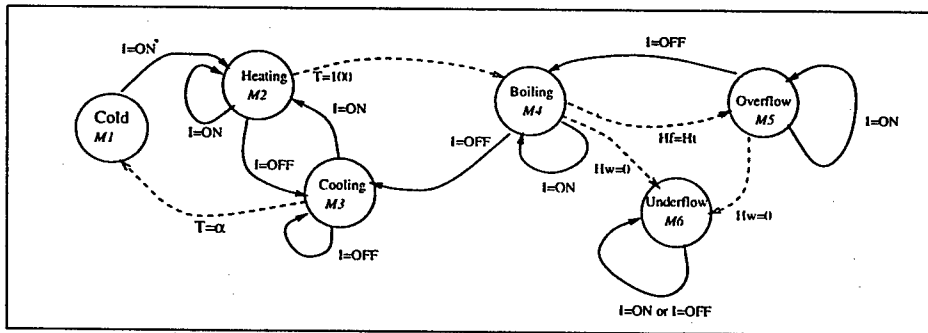 I=ON
Cold
M1
Heating
M2
I=ON
T=100
I=ON
I=OFF
Cooling
M3
T=α
I=OFF
I=OFF
Boiling
M4
I=OFF
I=ON
Hf=Ht
Hw=0
Overflow
M5
I=ON
Hw=0
Underflow
M6
I=ON or I=OFF